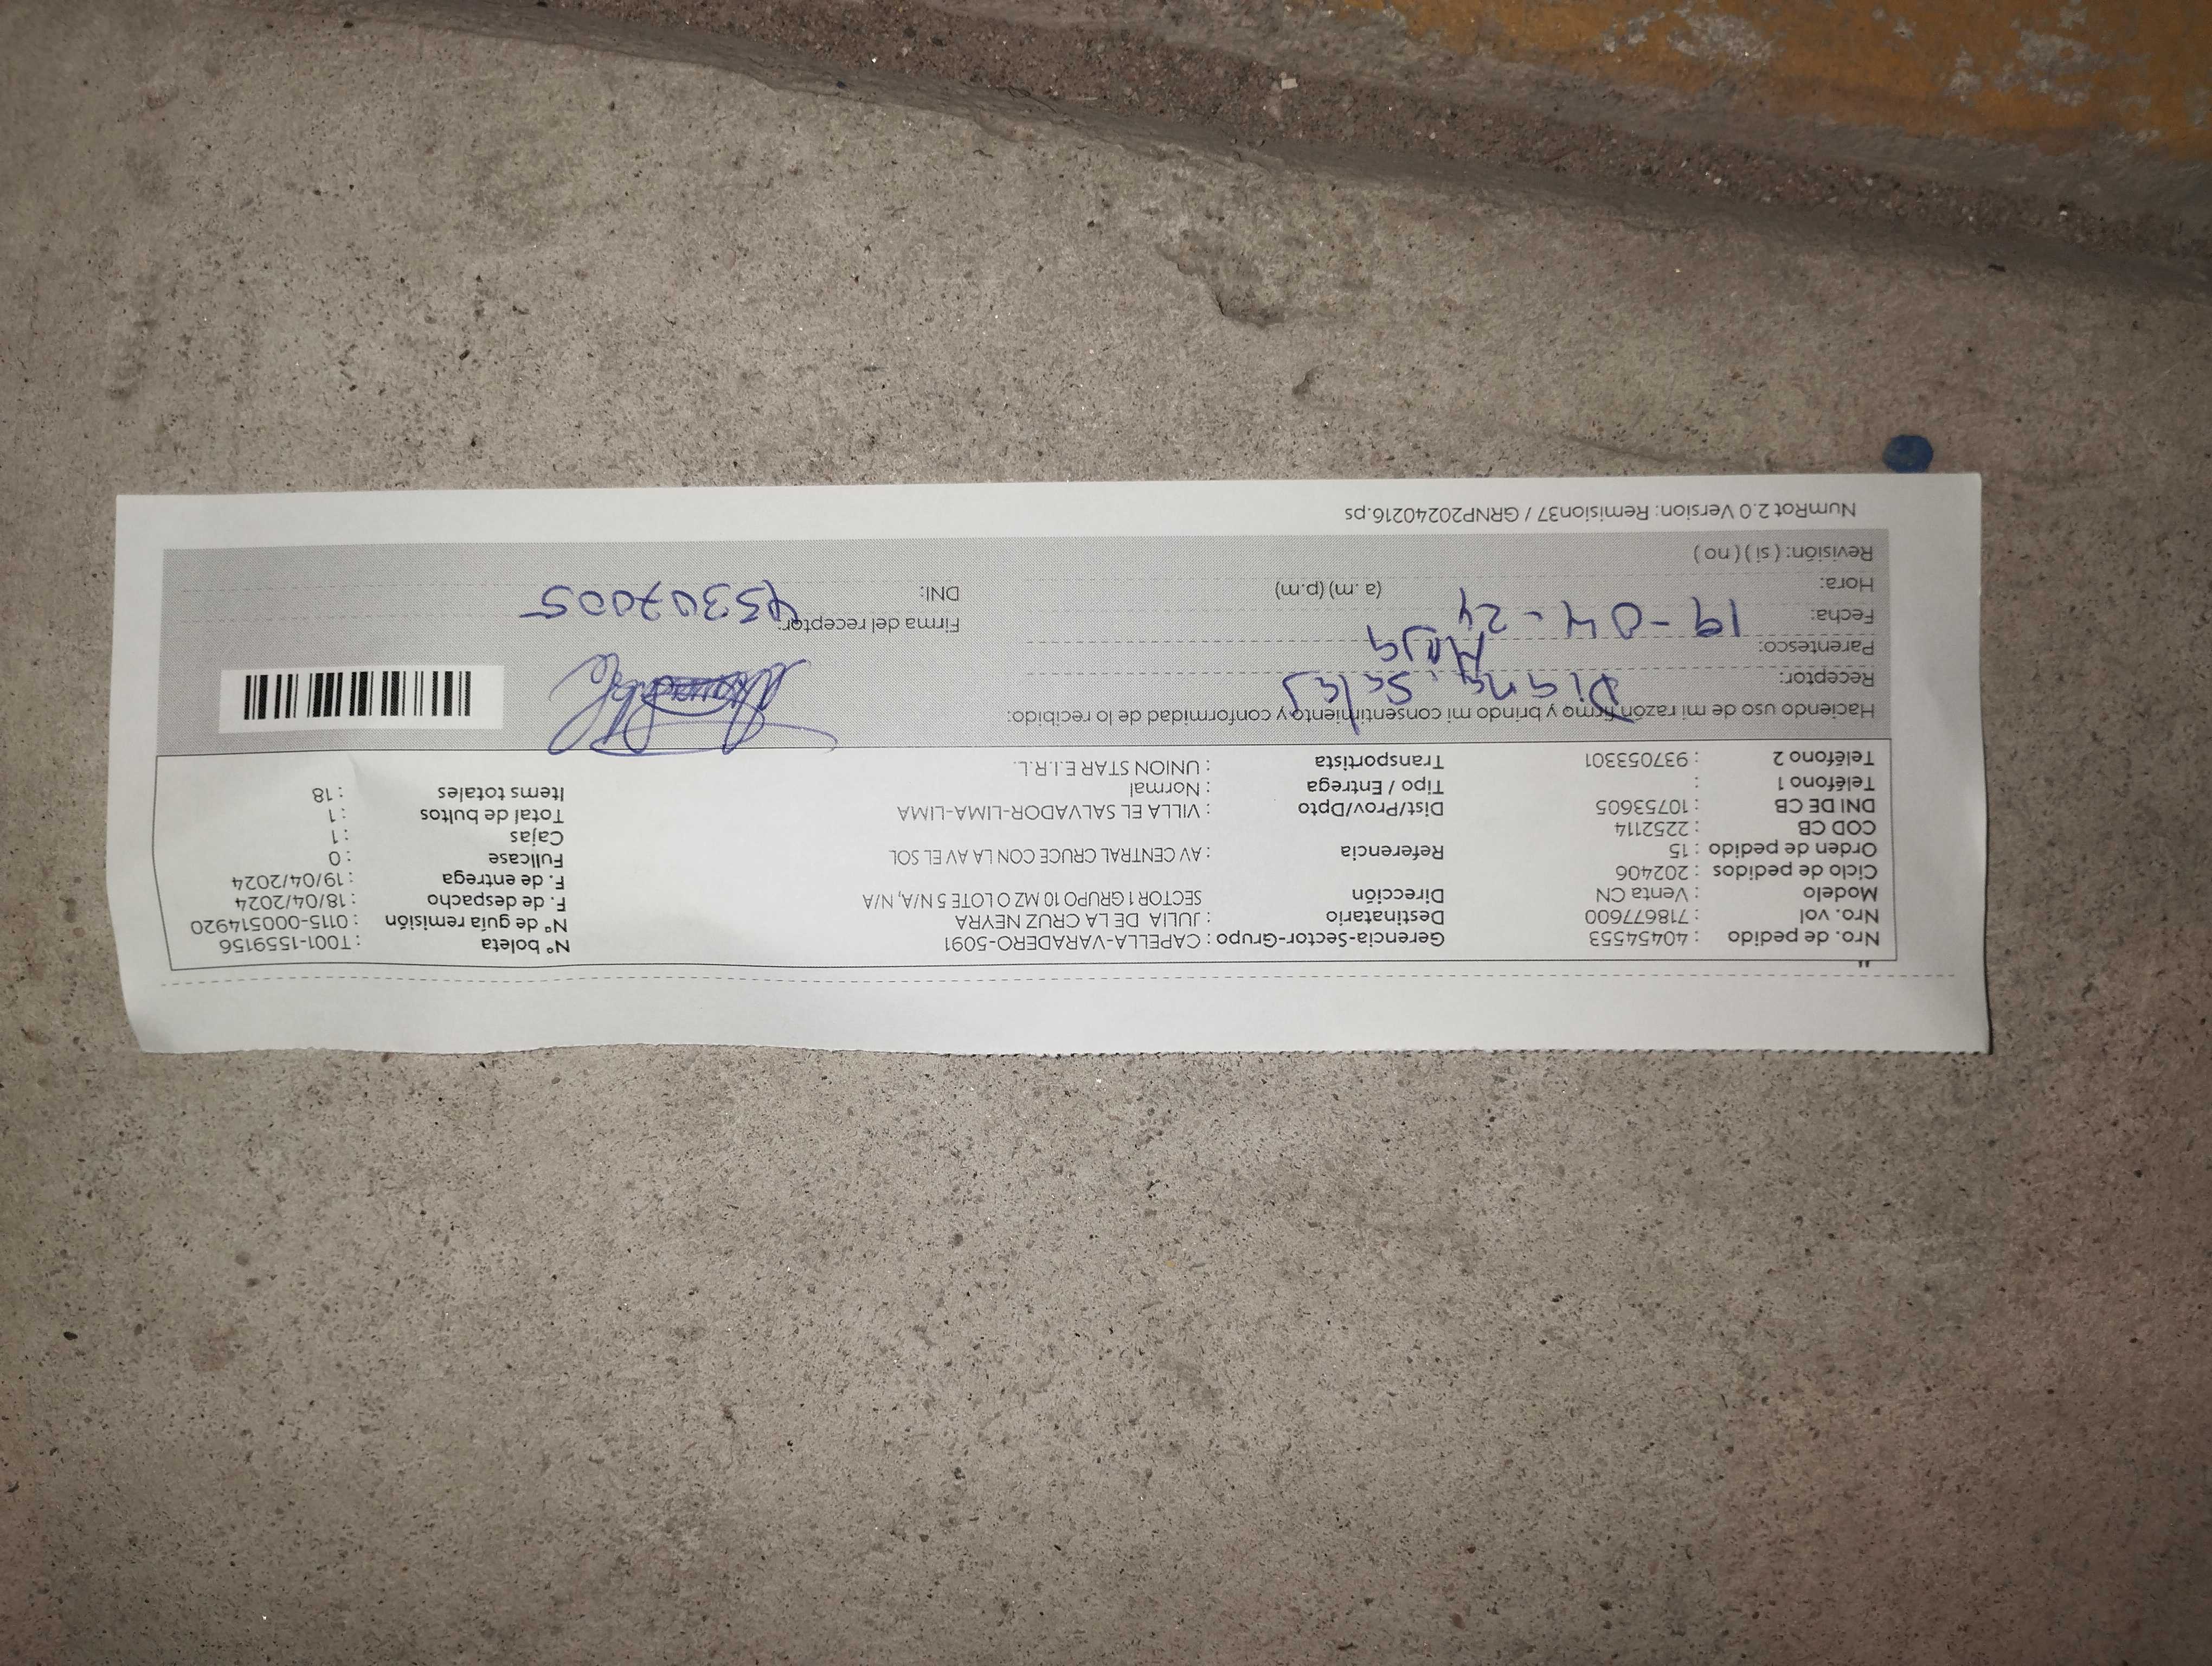 Nro. de pedido : 40454553 Gerencia-Sector-Grupo : CAPELLA-VARADERO-5091 N° boleta : T001-1559156
Nro. vol : 718677600 Destinatario : JULIA DE LA CRUZ NEYRA N° de guía remisión : 0115-000514920
Modelo : Venta CN Dirección SECTOR 1 GRUPO 10 MZ O LOTE 5 N/A, N/A F. de despacho : 18/04/2024
Ciclo de pedidos : 202406 F. de entrega : 19/04/2024
Orden de pedido : 15 Referencia : AV CENTRAL CRUCE CON LA AV EL SOL Fullcase : 0
COD CB : 2252114 Cajas : 1
DNI DE CB : 10753605 Dist/Prov/Dpto : VILLA EL SALVADOR-LIMA-LIMA Total de bultos : 1
Teléfono 1 : Tipo / Entrega : Normal Items totales : 18
Teléfono 2 : 937053301 Transportista : UNION STAR E.I.R.L.
Haciendo uso de mi razón firmo y brindo mi consentimiento y conformidad de lo recibido:
Receptor: Diana Salas
Parentesco:
Fecha: 19-04-24 Firma del receptor:
Hora: (a .m) (p.m) DNI: 45307005
Revisión: ( si ) ( no )
NumRot 2.0 Version: Remision37 / GRNP20240216.ps